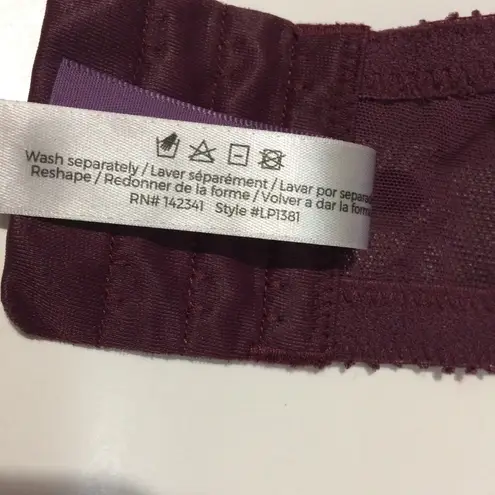 Wash separately / Laver séparément / Lavar por separa
Reshape / Redonner de la forme / Volver a dar la forma
RN# 142341 Style #LP1381